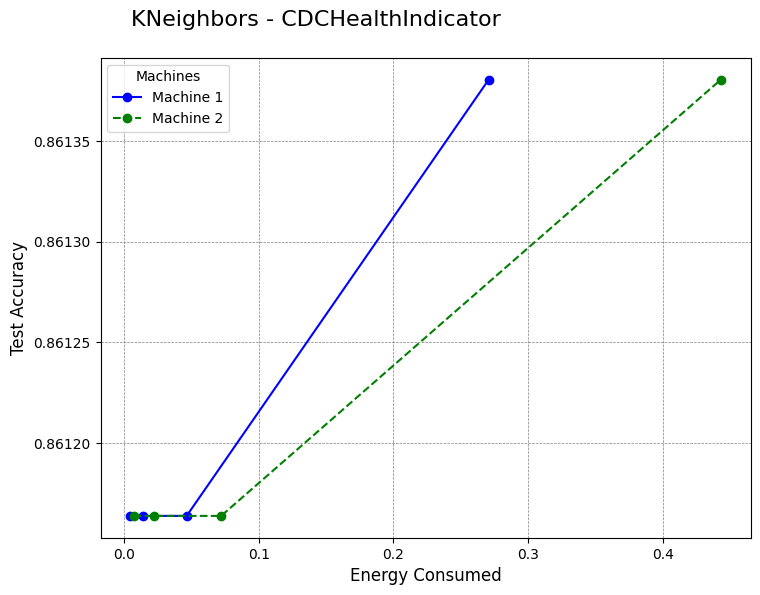 KNeighbors - CDCHealthIndicator
Machines
Machine 1
Machine 2
0.86135
0.86130
0.86125
0.86120
Test Accuracy
0.0 0.1 0.2 0.3 0.4
Energy Consumed